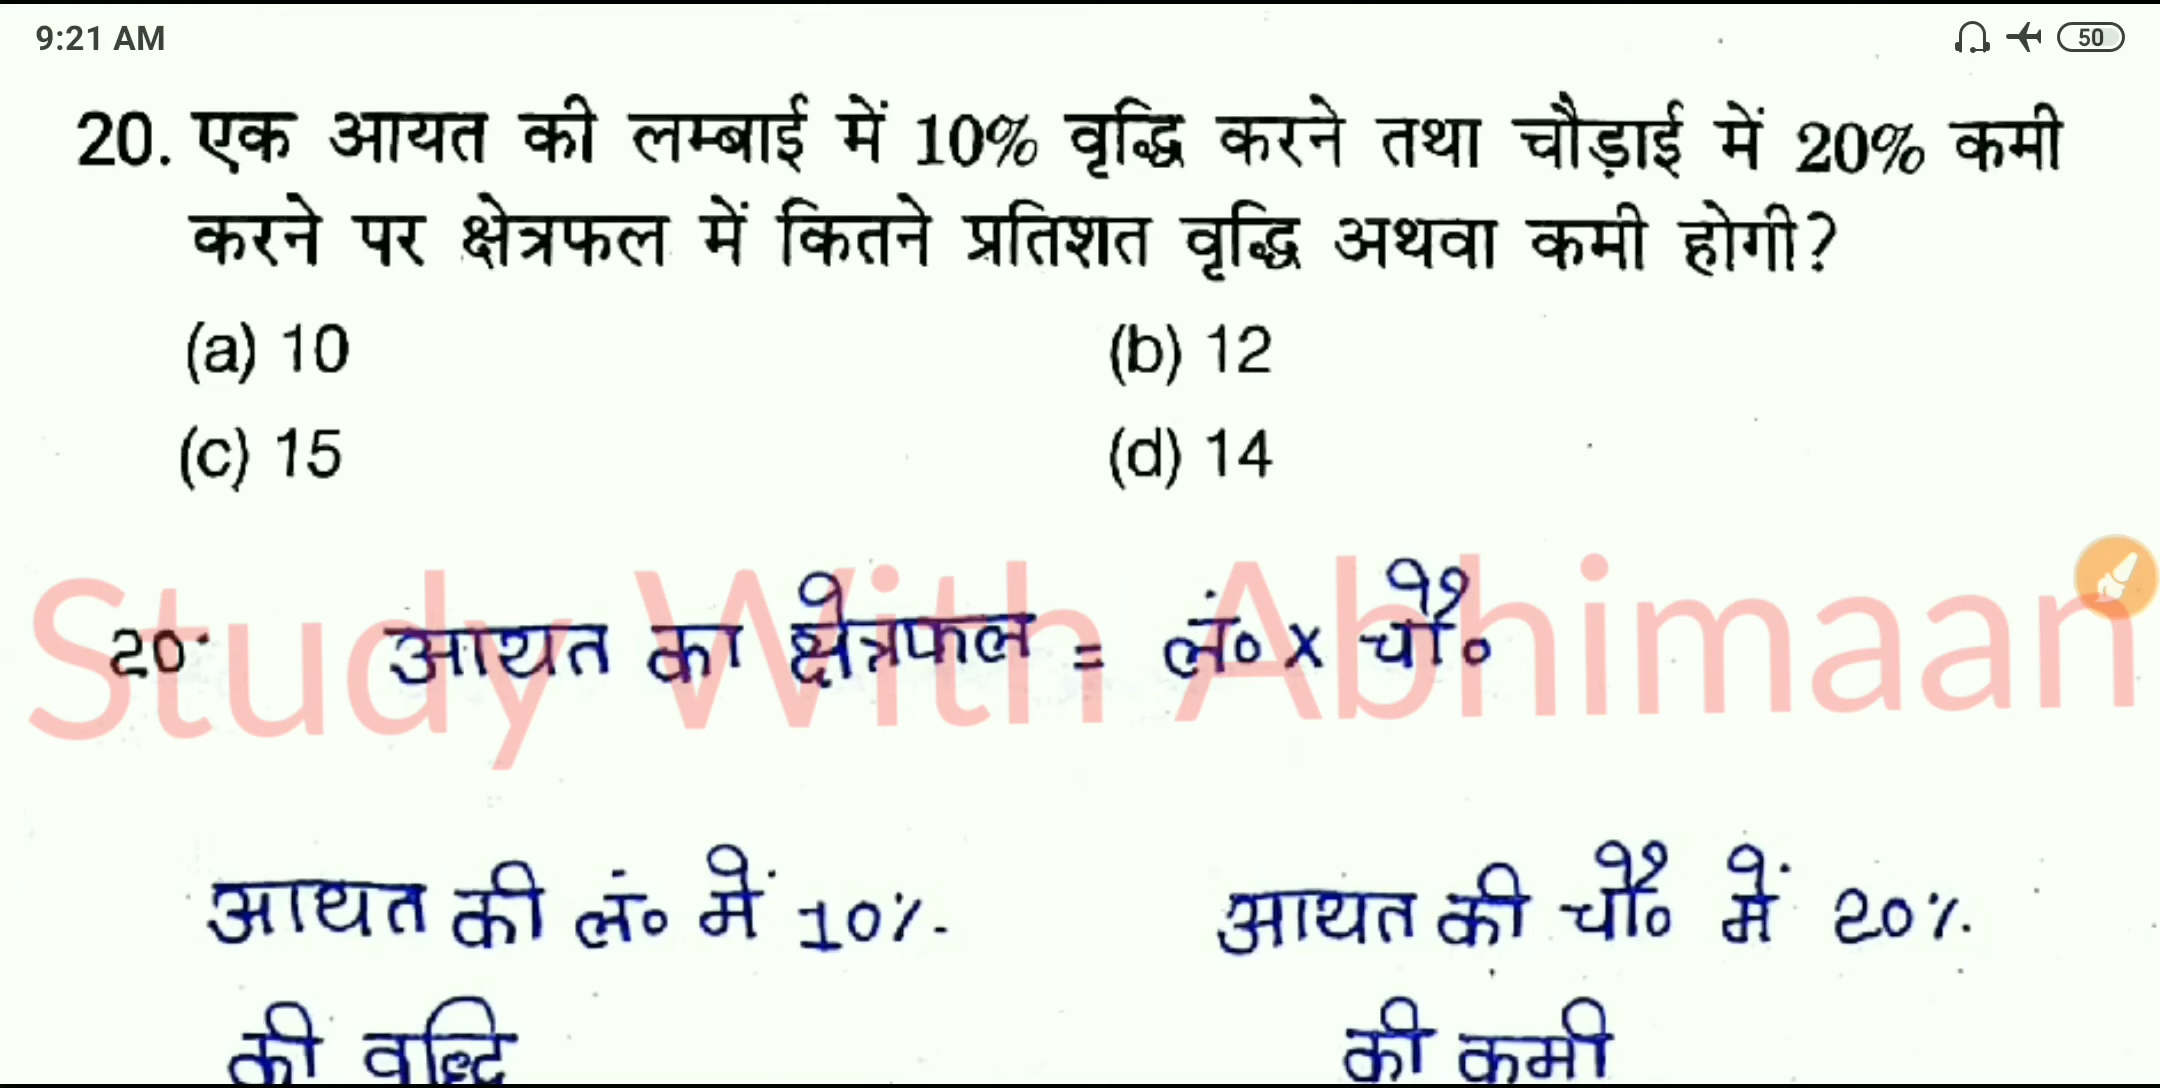 9:21 AM 50
20. एक आयत की लम्बाई में 10% वृद्धि करने तथा चौड़ाई में 20% कमी
करने पर क्षेत्रफल में कितने प्रतिशत वृद्धि अथवा कमी होगी?
(a) 10 (b) 12
(c) 15 (d) 14
Study With Abhimaan
20. आयत का क्षेत्रफल = लं० x चौ०
आयत की लं० में 10% आयत की चौ० में 20%
की वृद्धि की कमी